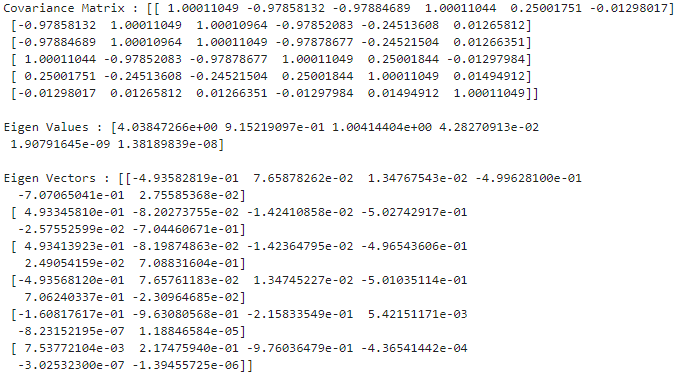 Covariance Matrix : [[ 1.00011049 -0.97858132 -0.97884689 1.00011044 0.25001751 -0.01298017]
[-0.97858132 1.00011049 1.00010964 -0.97852083 -0.24513608 0.01265812]
[-0.97884689 1.00010964 1.00011049 -0.97878677 -0.24521504 0.01266351]
[ 1.00011044 -0.97852083 -0.97878677 1.00011049 0.25001844 -0.01297984]
[ 0.25001751 -0.24513608 -0.24521504 0.25001844 1.00011049 0.01494912]
[-0.01298017 0.01265812 0.01266351 -0.01297984 0.01494912 1.00011049]]
Eigen Values : [4.03847266e+00 9.15219097e-01 1.00414404e+00 4.28270913e-02
1.90791645e-09 1.38189839e-08]
Eigen Vectors : [[-4.93582819e-01 7.65878262e-02 1.34767543e-02 -4.99628100e-01
-7.07065041e-01 2.75585368e-02]
[ 4.93345810e-01 -8.20273755e-02 -1.42410858e-02 -5.02742917e-01
-2.57552599e-02 -7.04460671e-01]
[ 4.93413923e-01 -8.19874863e-02 -1.42364795e-02 -4.96543606e-01
2.49054159e-02 7.08831604e-01]
[-4.93568120e-01 7.65761183e-02 1.34745227e-02 -5.01035114e-01
7.06240337e-01 -2.30964685e-02]
[-1.60817617e-01 -9.63080568e-01 -2.15833549e-01 5.42151171e-03
-8.23152195e-07 1.18846584e-05]
[ 7.53772104e-03 2.17475940e-01 -9.76036479e-01 -4.36541442e-04
-3.02532300e-07 -1.39455725e-06]]